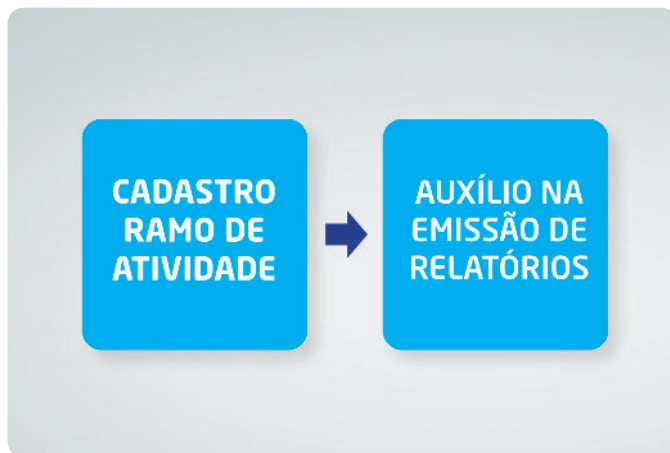 CADASTRO
RAMO DE
ATIVIDADE
AUXÍLIO NA
EMISSÃO DE
RELATÓRIOS